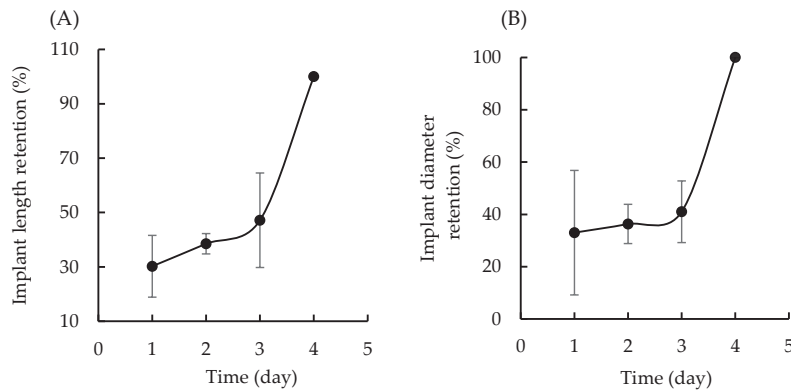 (A)
110
90
70
50
30
10
0 1 2 3 4 5
Time (day)
Implant length retention (%)
(B)
100
80
60
40
20
0
0 1 2 3 4 5
Time (day)
Implant diameter
retention (%)